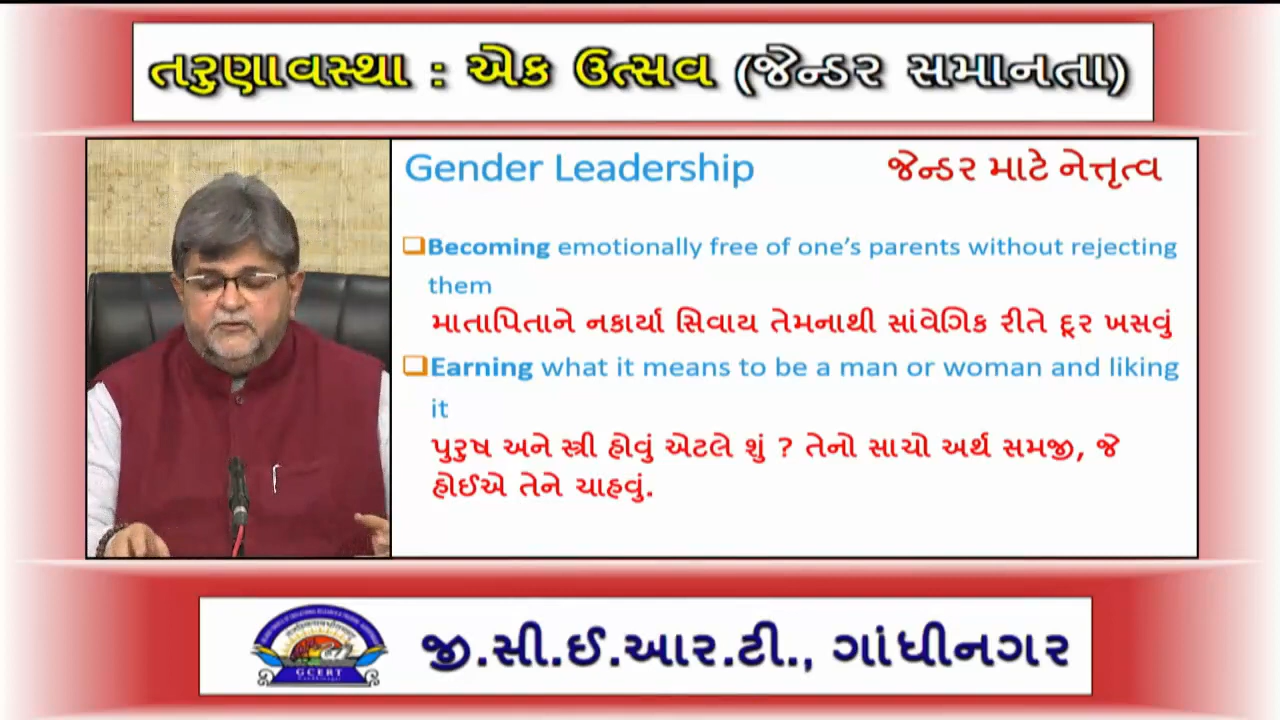 તરુણાવસ્થા : એક ઉત્સવ (જેન્ડર સમાનતા)
Gender Leadership જેન્ડર માટે નેત્તૃત્વ
Becoming emotionally free of one’s parents without rejecting
them
માતાપિતાને નકાર્યા સિવાય તેમનાથી સાંવેગિક રીતે દૂર ખસવું
Earning what it means to be a man or woman and liking
it
પુરુષ અને સ્ત્રી હોવું એટલે શું ? તેનો સાચો અર્થ સમજી, જે
હોઈએ તેને ચાહવું.
GCERT
જી.સી.ઈ.આર.ટી., ગાંધીનગર